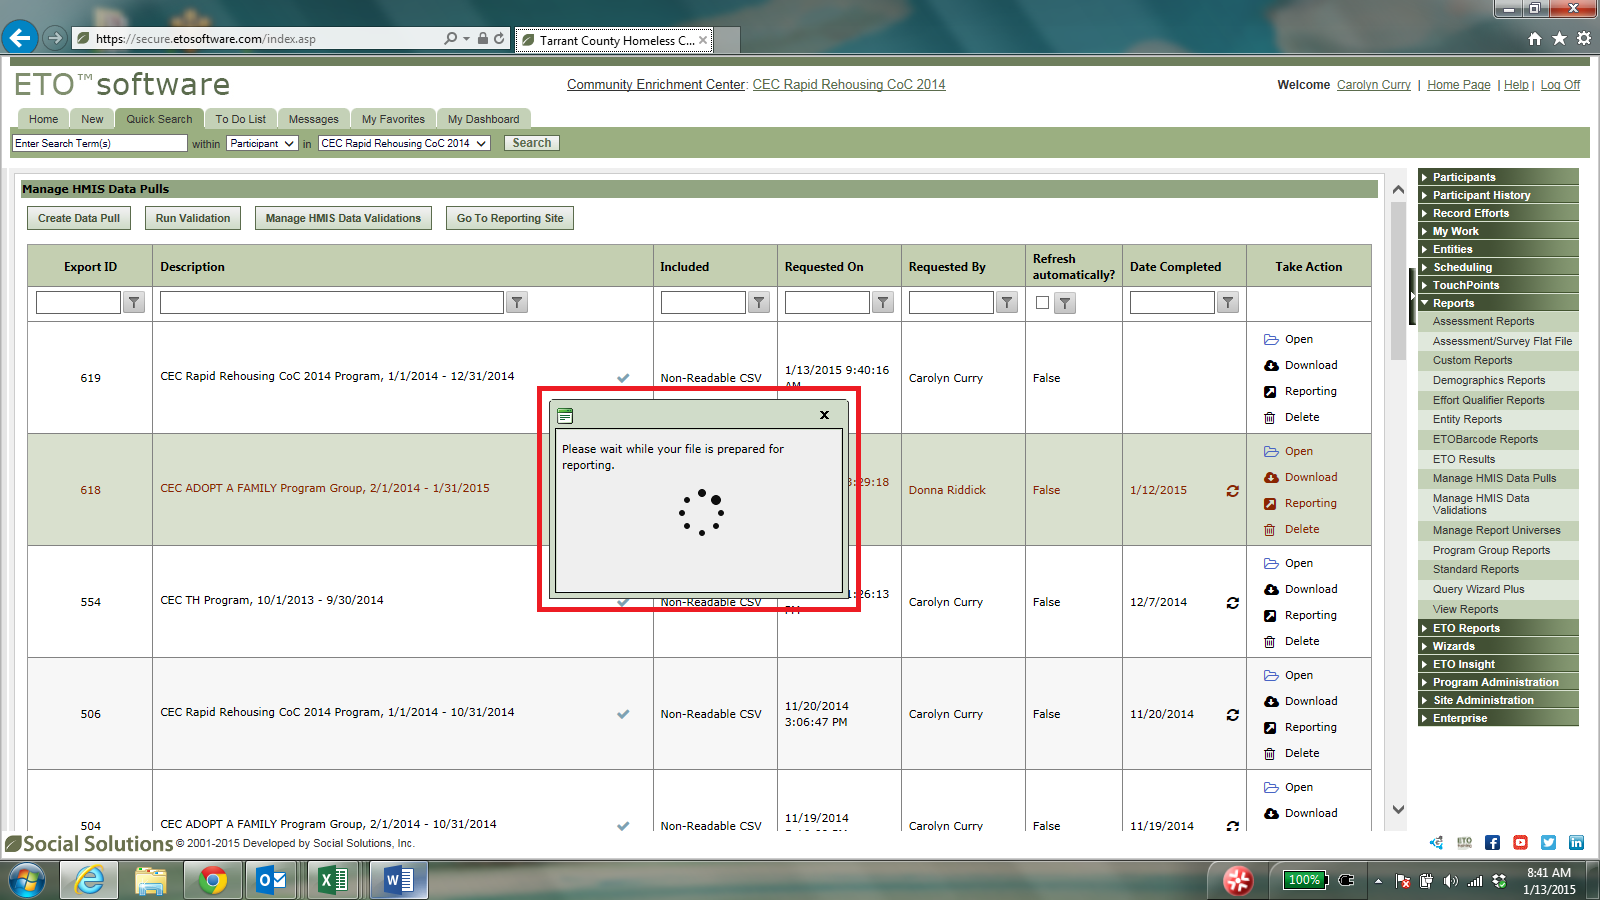 https://secure.etosoftware.com/index.asp
Tarrant County Homeless C...
ETO™software
Community Enrichment Center: CEC Rapid Rehousing CoC 2014
Welcome Carolyn Curry | Home Page | Help | Log Off
Home New Quick Search To Do List Messages My Favorites My Dashboard
Enter Search Term(s) within Participant in CEC Rapid Rehousing CoC 2014 Search
Manage HMIS Data Pulls
Create Data Pull Run Validation Manage HMIS Data Validations Go To Reporting Site
Export ID Description Included Requested On Requested By Refresh automatically? Date Completed Take Action
619 CEC Rapid Rehousing CoC 2014 Program, 1/1/2014 - 12/31/2014 Non-Readable CSV 1/13/2015 9:40:16 AM Carolyn Curry False
Open
Download
Reporting
Delete
618 CEC ADOPT A FAMILY Program Group, 2/1/2014 - 1/31/2015 :29:18 Donna Riddick False 1/12/2015
Open
Download
Reporting
Delete
Please wait while your file is prepared for
reporting.
554 CEC TH Program, 10/1/2013 - 9/30/2014 Non-Readable CSV :26:13 PM Carolyn Curry False 12/7/2014
Open
Download
Reporting
Delete
506 CEC Rapid Rehousing CoC 2014 Program, 1/1/2014 - 10/31/2014 Non-Readable CSV 11/20/2014 3:06:47 PM Carolyn Curry False 11/20/2014
Open
Download
Reporting
Delete
504 CEC ADOPT A FAMILY Program Group, 2/1/2014 - 10/31/2014 Non-Readable CSV 11/19/2014 Carolyn Curry False 11/19/2014
Open
Download
Participants
Participant History
Record Efforts
My Work
Entities
Scheduling
TouchPoints
Reports
Assessment Reports
Assessment/Survey Flat File
Custom Reports
Demographics Reports
Effort Qualifier Reports
Entity Reports
ETOBarcode Reports
ETO Results
Manage HMIS Data Pulls
Manage HMIS Data
Validations
Manage Report Universes
Program Group Reports
Standard Reports
Query Wizard Plus
View Reports
ETO Reports
Wizards
ETO Insight
Program Administration
Site Administration
Enterprise
Social Solutions © 2001-2015 Developed by Social Solutions, Inc.
100%
8:41 AM
1/13/2015